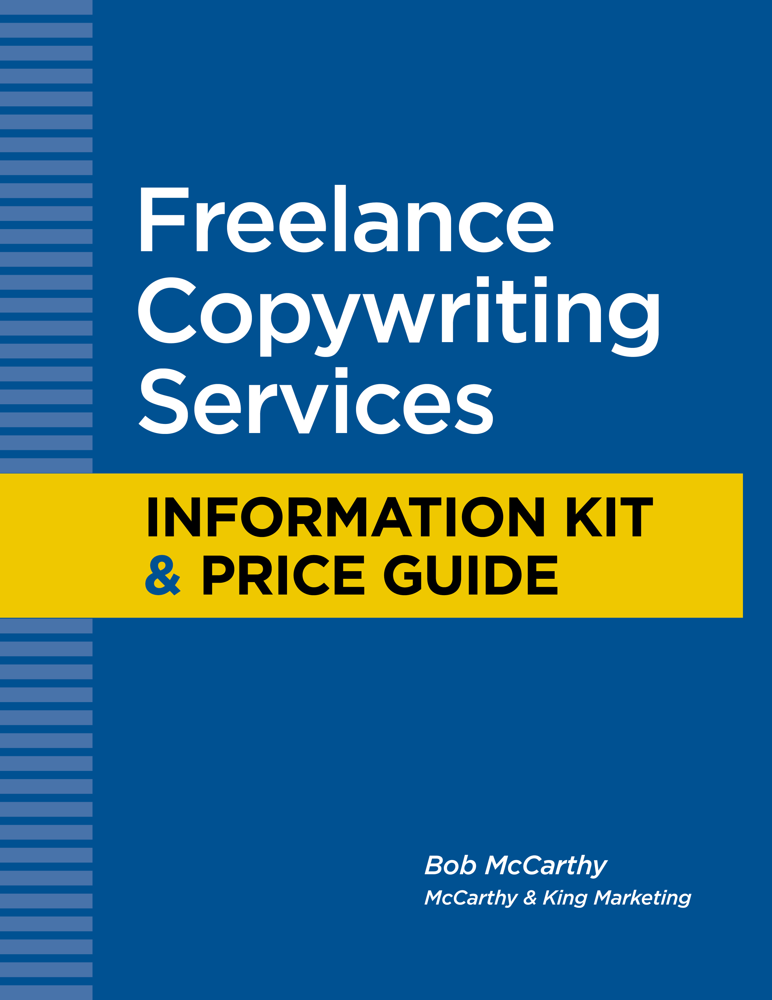 Freelance
Copywriting
Services
INFORMATION KIT
& PRICE GUIDE
Bob McCarthy
McCarthy & King Marketing